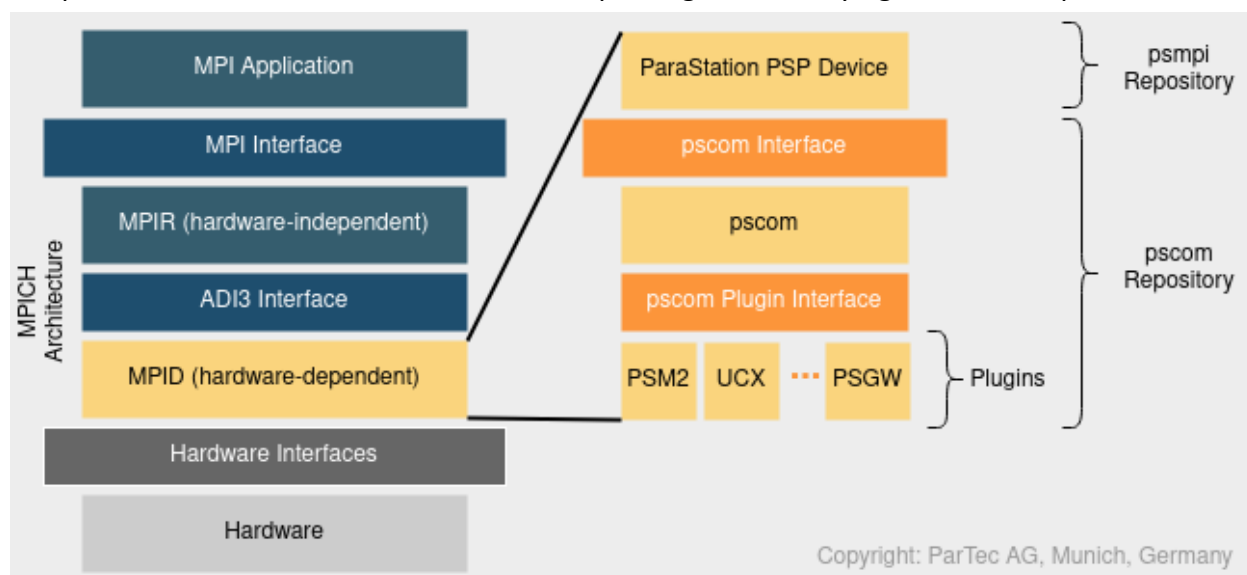 MPI Application
MPI Interface
MPIR (hardware-independent)
ADI3 Interface
MPID (hardware-dependent)
Hardware Interfaces
Hardware
MPICH
Architecture
ParaStation PSP Device
pscom Interface
pscom
pscom Plugin Interface
PSM2 UCX ... PSGW
Plugins
psmpi
Repository
pscom
Repository
Copyright: ParTec AG, Munich, Germany